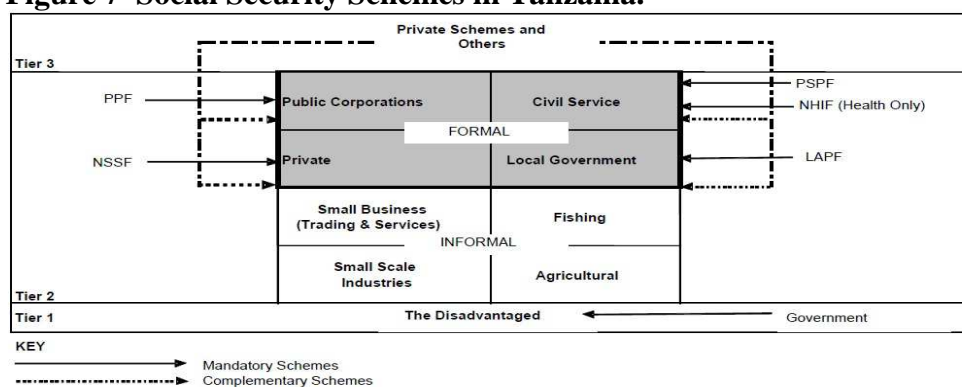 Figure 7 Social Security Schemes in Tanzania.
Private Schemes and
Others
Tier 3
PPF
Public Corporations
Civil Service
PSPF
NHIF (Health Only)
FORMAL
NSSF
Private
Local Government
LAPF
Small Business
(Trading & Services)
Fishing
INFORMAL
Small Scale
Industries
Agricultural
Tier 2
Tier 1
The Disadvantaged
Government
KEY
Mandatory Schemes
Complementary Schemes